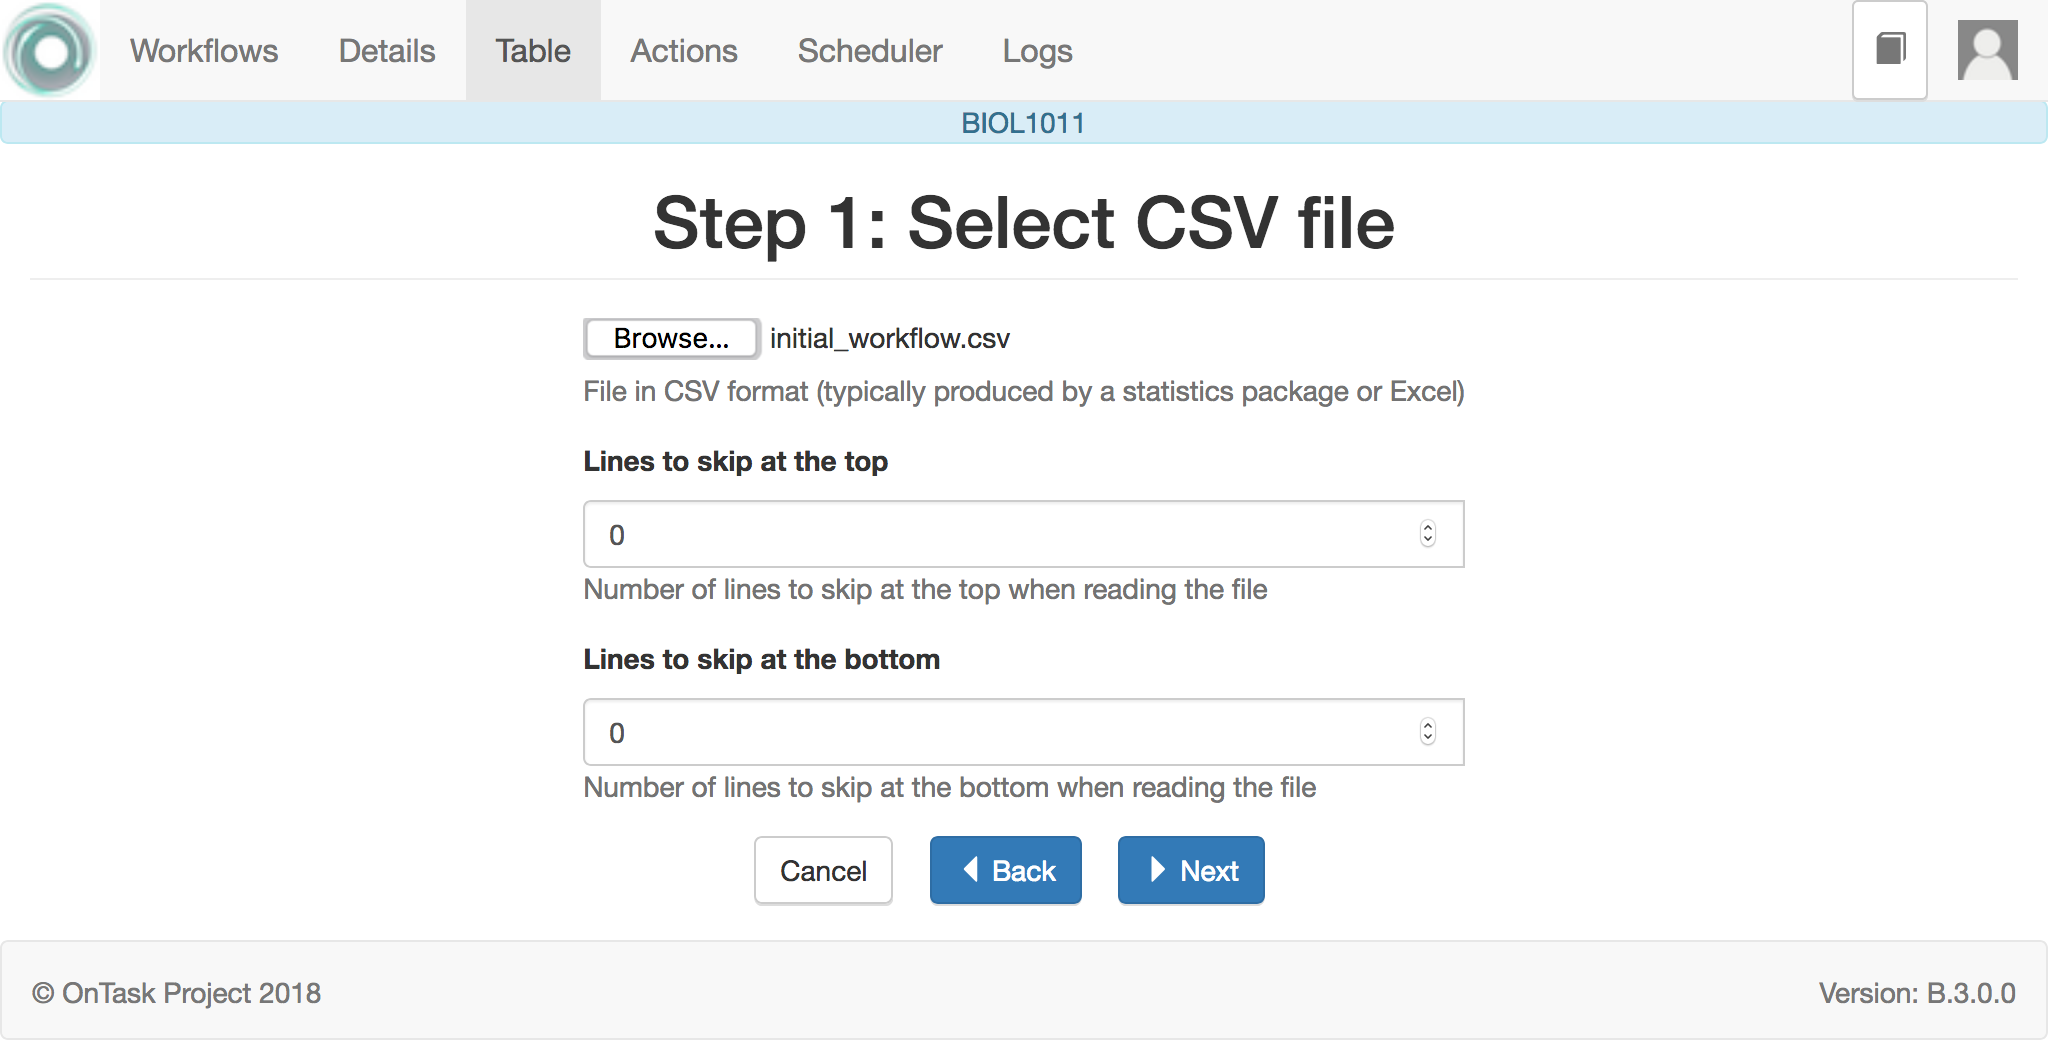 Workflows Details Table Actions Scheduler Logs
BIOL1011
Step 1: Select CSV file
Browse... initial_workflow.csv
File in CSV format (typically produced by a statistics package or Excel)
Lines to skip at the top
0
Number of lines to skip at the top when reading the file
Lines to skip at the bottom
0
Number of lines to skip at the bottom when reading the file
Cancel Back Next
© OnTask Project 2018 Version: B.3.0.0